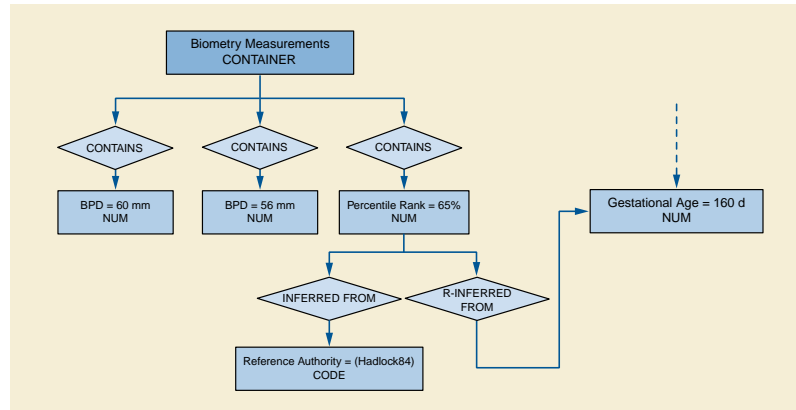 Biometry Measurements
CONTAINER
CONTAINS
CONTAINS
CONTAINS
BPD = 60 mm
NUM
BPD = 56 mm
NUM
Percentile Rank = 65%
NUM
Gestational Age = 160 d
NUM
INFERRED FROM
R-INFERRED
FROM
Reference Authority = (Hadlock84)
CODE